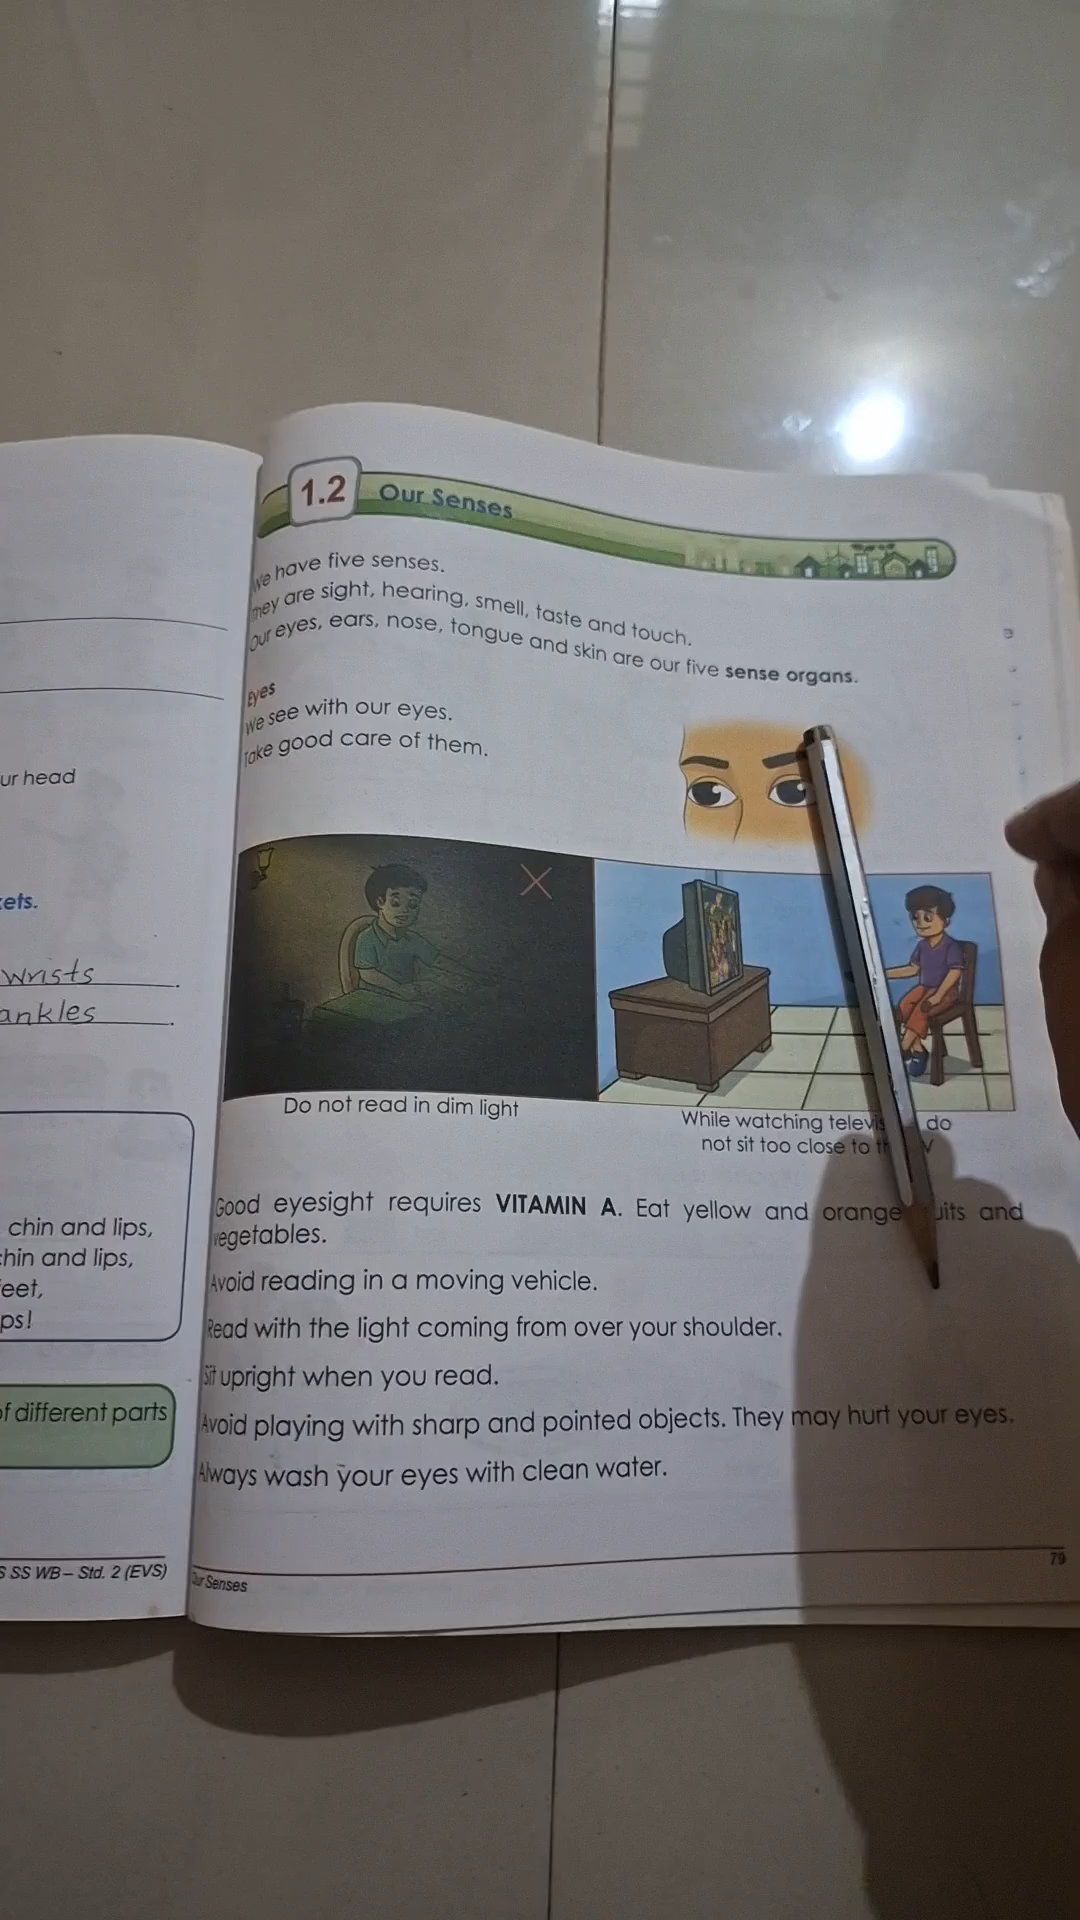 ur head
ets.
wrists.
ankles.
chin and lips,
chin and lips,
feet,
ps!
of different parts
SS WB – Std. 2 (EVS)
1.2 Our Senses
We have five senses.
They are sight, hearing, smell, taste and touch.
Our eyes, ears, nose, tongue and skin are our five sense organs.
Eyes
We see with our eyes.
Take good care of them.
Do not read in dim light
While watching televis do
not sit too close to th V
Good eyesight requires VITAMIN A. Eat yellow and orange uits and
vegetables.
Avoid reading in a moving vehicle.
Read with the light coming from over your shoulder.
Sit upright when you read.
Avoid playing with sharp and pointed objects. They may hurt your eyes.
Always wash your eyes with clean water.
Our Senses
79